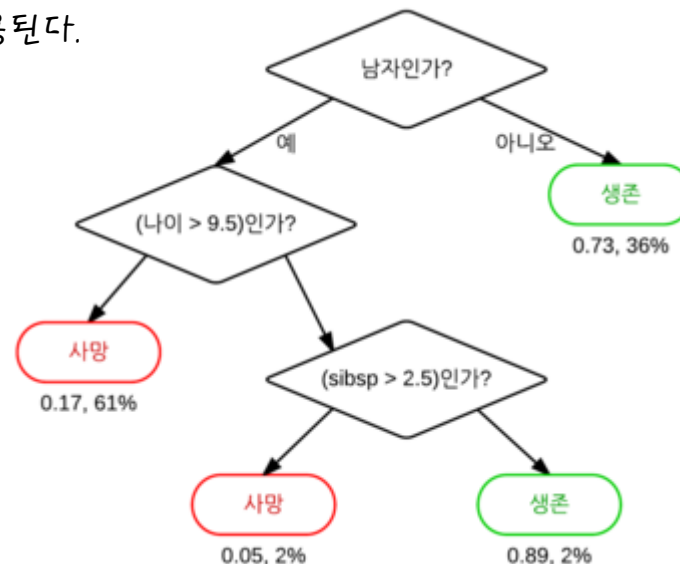 된다.
남자인가?
예
아니오
생존
0.73, 36%
(나이 > 9.5)인가?
사망
0.17, 61%
(sibsp > 2.5)인가?
사망
0.05, 2%
생존
0.89, 2%